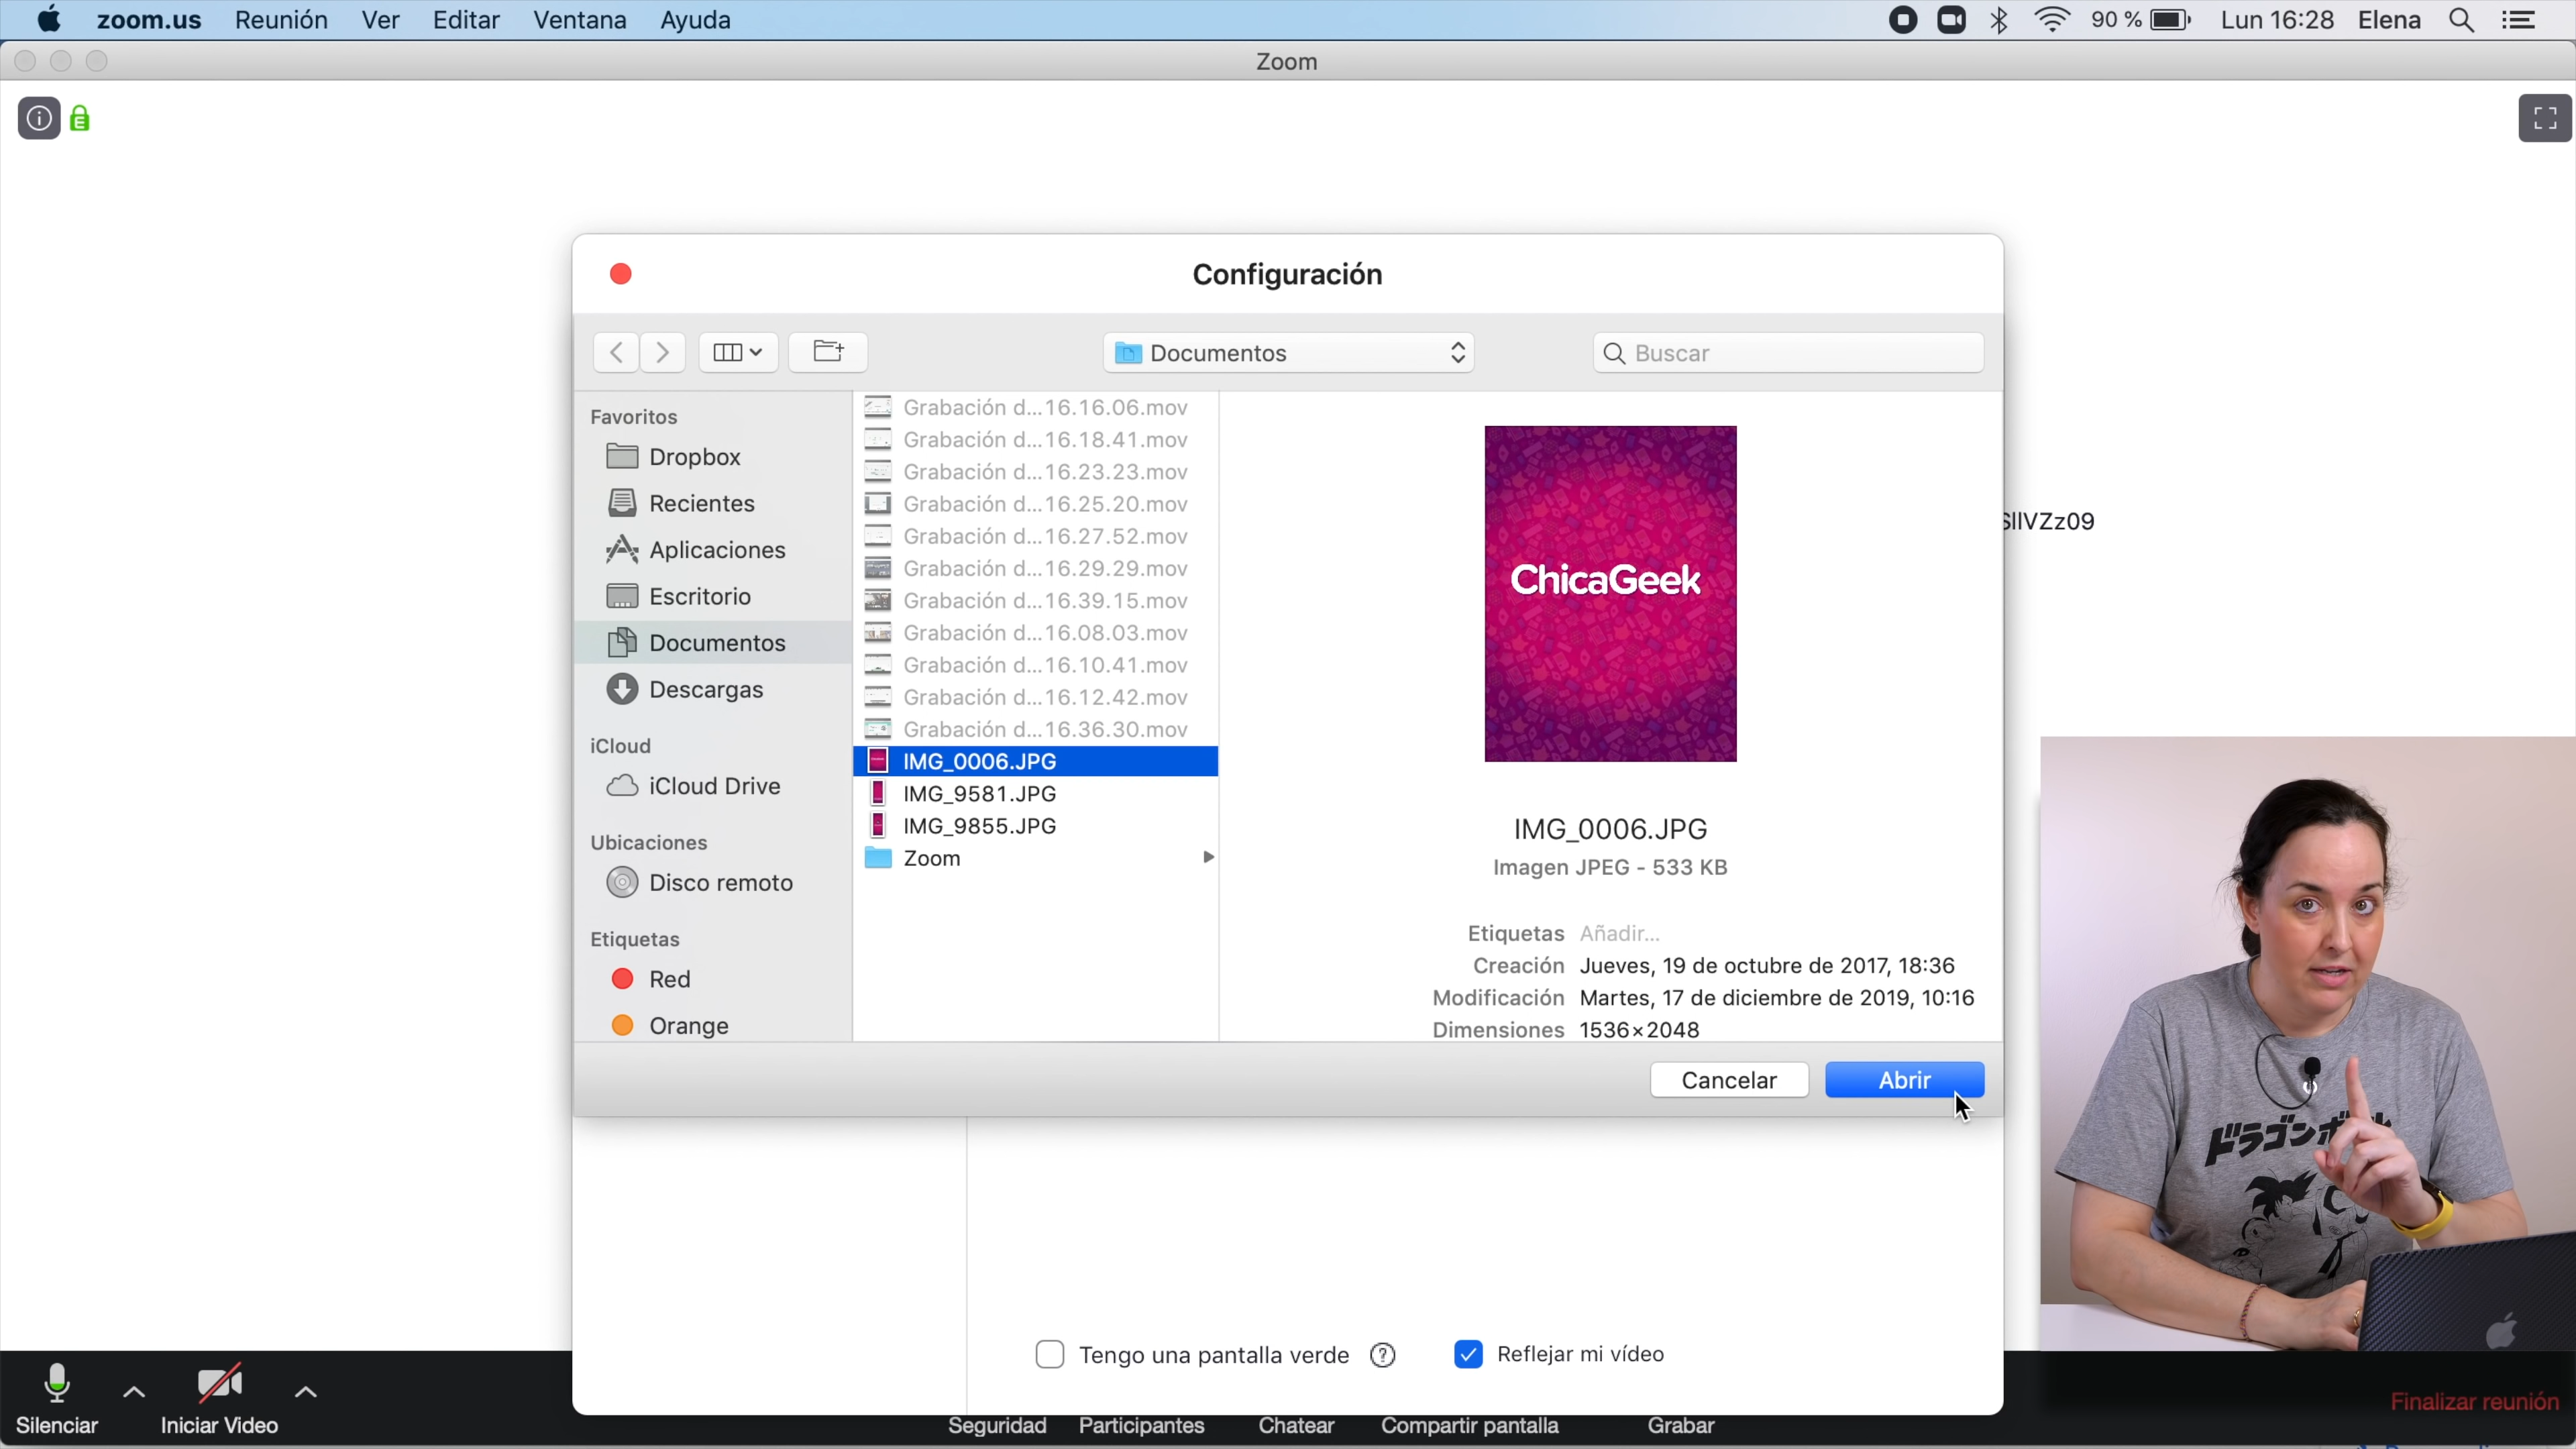 zoom.us Reunión Ver Editar Ventana Ayuda 90 % Lun 16:28 Elena
Zoom
Configuración
Documentos
Buscar
Favoritos
Dropbox
Recientes
Aplicaciones
Escritorio
Documentos
Descargas
iCloud
iCloud Drive
Ubicaciones
Disco remoto
Etiquetas
Red
Orange
Grabación d...16.16.06.mov
Grabación d...16.18.41.mov
Grabación d...16.23.23.mov
Grabación d...16.25.20.mov
Grabación d...16.27.52.mov
Grabación d...16.29.29.mov
Grabación d...16.39.15.mov
Grabación d...16.08.03.mov
Grabación d...16.10.41.mov
Grabación d...16.12.42.mov
Grabación d...16.36.30.mov
IMG_0006.JPG
IMG_9581.JPG
IMG_9855.JPG
Zoom
ChicaGeek
IMG_0006.JPG
Imagen JPEG - 533 KB
Etiquetas Añadir...
Creación Jueves, 19 de octubre de 2017, 18:36
Modificación Martes, 17 de diciembre de 2019, 10:16
Dimensiones 1536×2048
Cancelar Abrir
SllVZz09
Tengo una pantalla verde
Reflejar mi vídeo
Silenciar Iniciar Video Seguridad Participantes Chatear Compartir pantalla Grabar Finalizar reunión